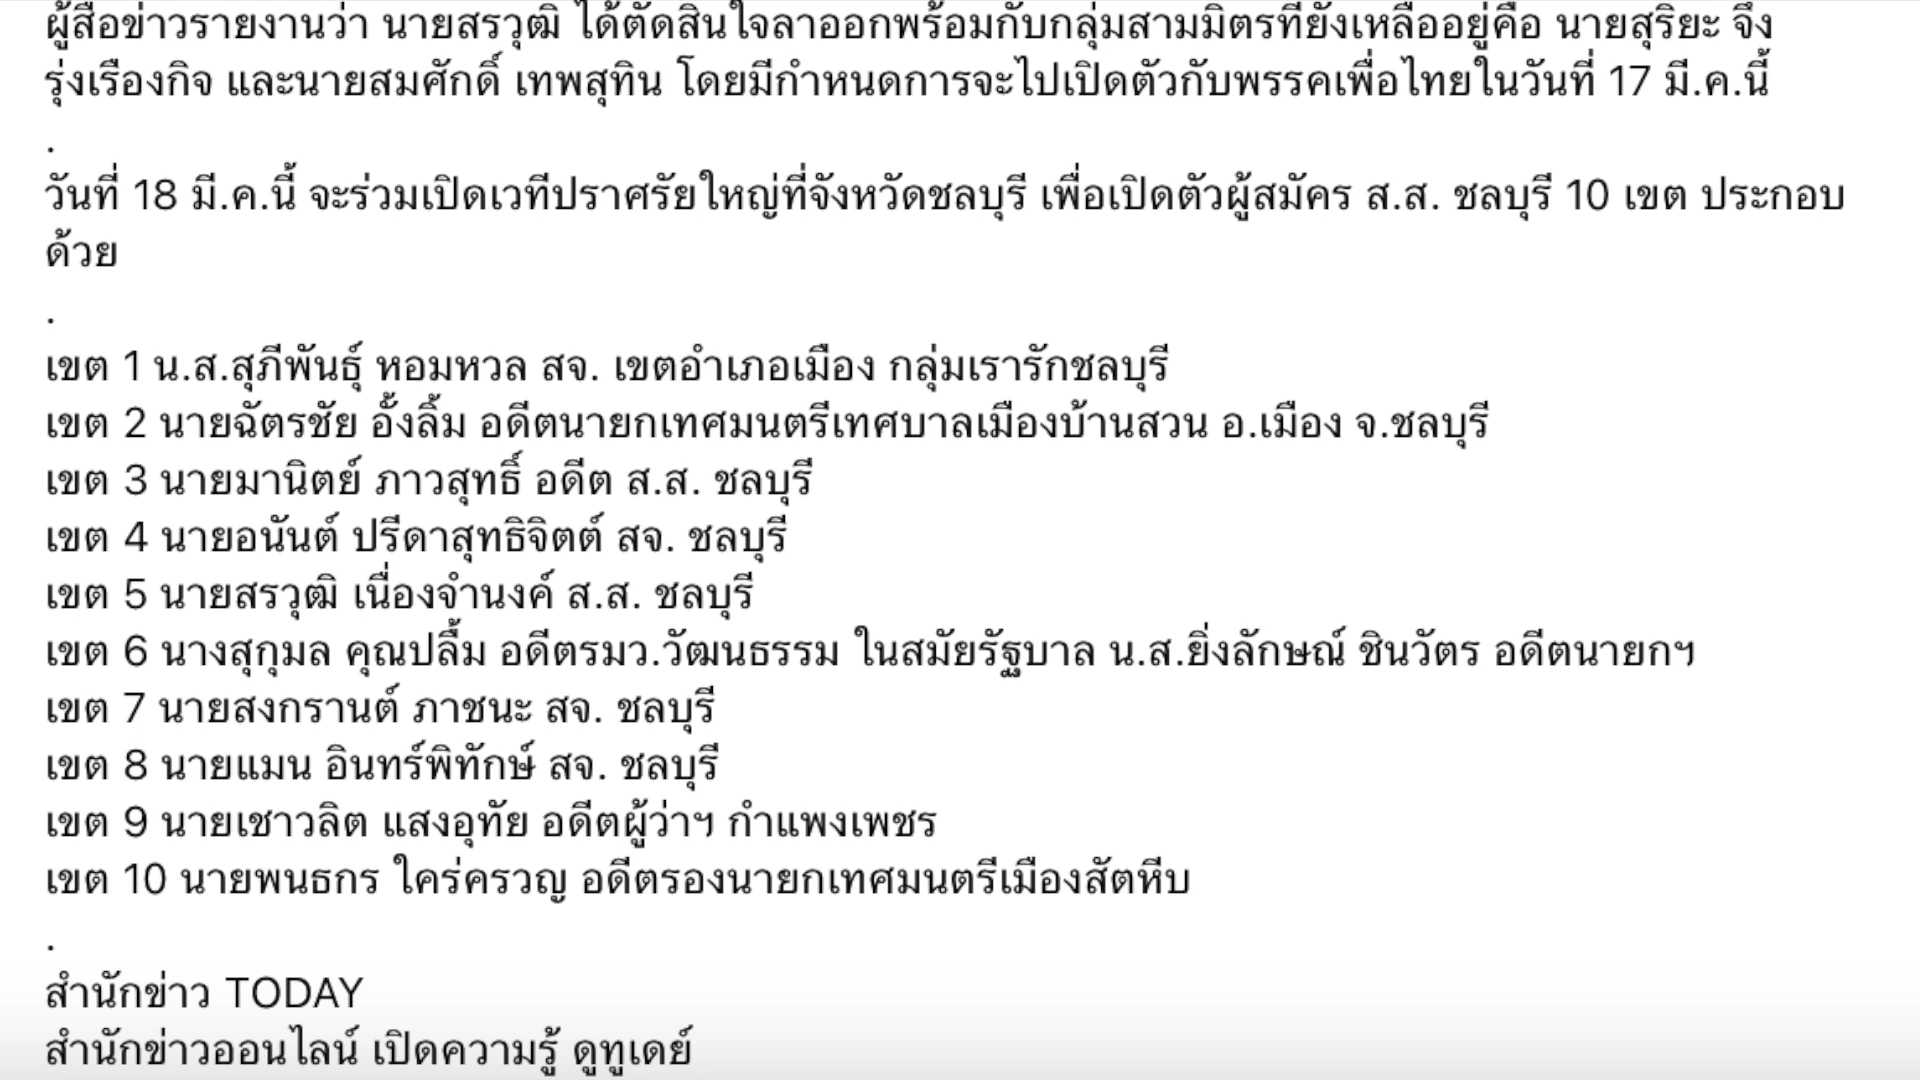 ผู้สื่อข่าวรายงานว่า นายสรวุฒิ ได้ตัดสินใจลาออกพร้อมกับกลุ่มสามมิตรที่ยังเหลืออยู่คือ นายสุริยะ จึง
รุ่งเรืองกิจ และนายสมศักดิ์ เทพสุทิน โดยมีกำหนดการจะไปเปิดตัวกับพรรคเพื่อไทยในวันที่ 17 มี.ค.นี้
.
วันที่ 18 มี.ค.นี้ จะร่วมเปิดเวทีปราศรัยใหญ่ที่จังหวัดชลบุรี เพื่อเปิดตัวผู้สมัคร ส.ส. ชลบุรี 10 เขต ประกอบ
ด้วย
.
เขต 1 น.ส.สุภีพันธุ์ หอมหวล สจ. เขตอำเภอเมือง กลุ่มเรารักชลบุรี
เขต 2 นายฉัตรชัย อั้งลิ้ม อดีตนายกเทศมนตรีเทศบาลเมืองบ้านสวน อ.เมือง จ.ชลบุรี
เขต 3 นายมานิตย์ ภาวสุทธิ์ อดีต ส.ส. ชลบุรี
เขต 4 นายอนันต์ ปรีดาสุทธิจิตต์ สจ. ชลบุรี
เขต 5 นายสรวุฒิ เนื่องจำนงค์ ส.ส. ชลบุรี
เขต 6 นางสุกุมล คุณปลื้ม อดีตรมว.วัฒนธรรม ในสมัยรัฐบาล น.ส.ยิ่งลักษณ์ ชินวัตร อดีตนายกฯ
เขต 7 นายสงกรานต์ ภาชนะ สจ. ชลบุรี
เขต 8 นายแมน อินทร์พิทักษ์ สจ. ชลบุรี
เขต 9 นายเชาวลิต แสงอุทัย อดีตผู้ว่าฯ กำแพงเพชร
เขต 10 นายพนธกร ใคร่ครวญ อดีตรองนายกเทศมนตรีเมืองสัตหีบ
.
สำนักข่าว TODAY
สำนักข่าวออนไลน์ เปิดความรู้ ดูทูเดย์